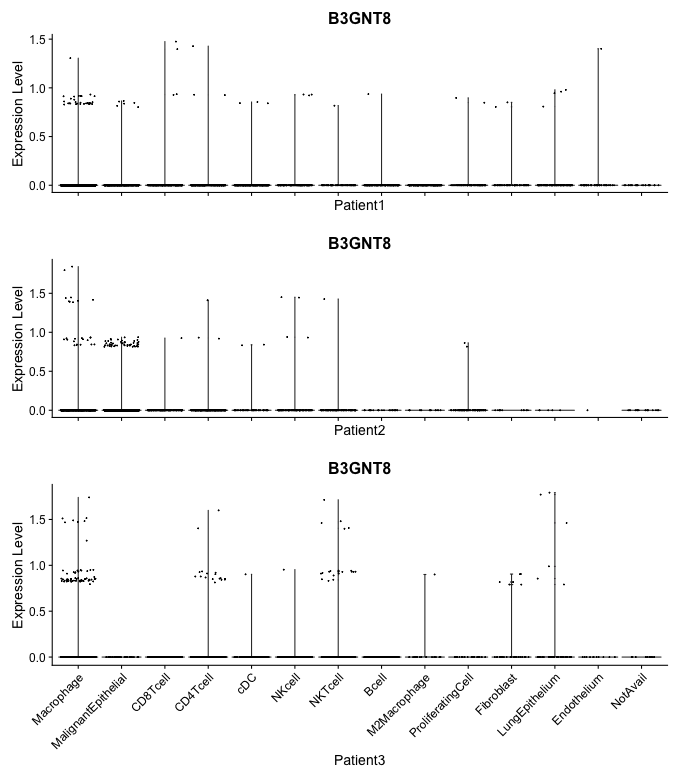 B3GNT8
Expression Level
1.5
1.0
0.5
0.0
Patient1
B3GNT8
Expression Level
1.5
1.0
0.5
0.0
Patient2
B3GNT8
Expression Level
1.5
1.0
0.5
0.0
Macrophage
MalignantEpithelial
CD8Tcell
CD4Tcell
cDC
NKcell
NKTcell
Bcell
M2Macrophage
ProliferatingCell
Fibroblast
LungEpithelium
Endothelium
NotAvail
Patient3